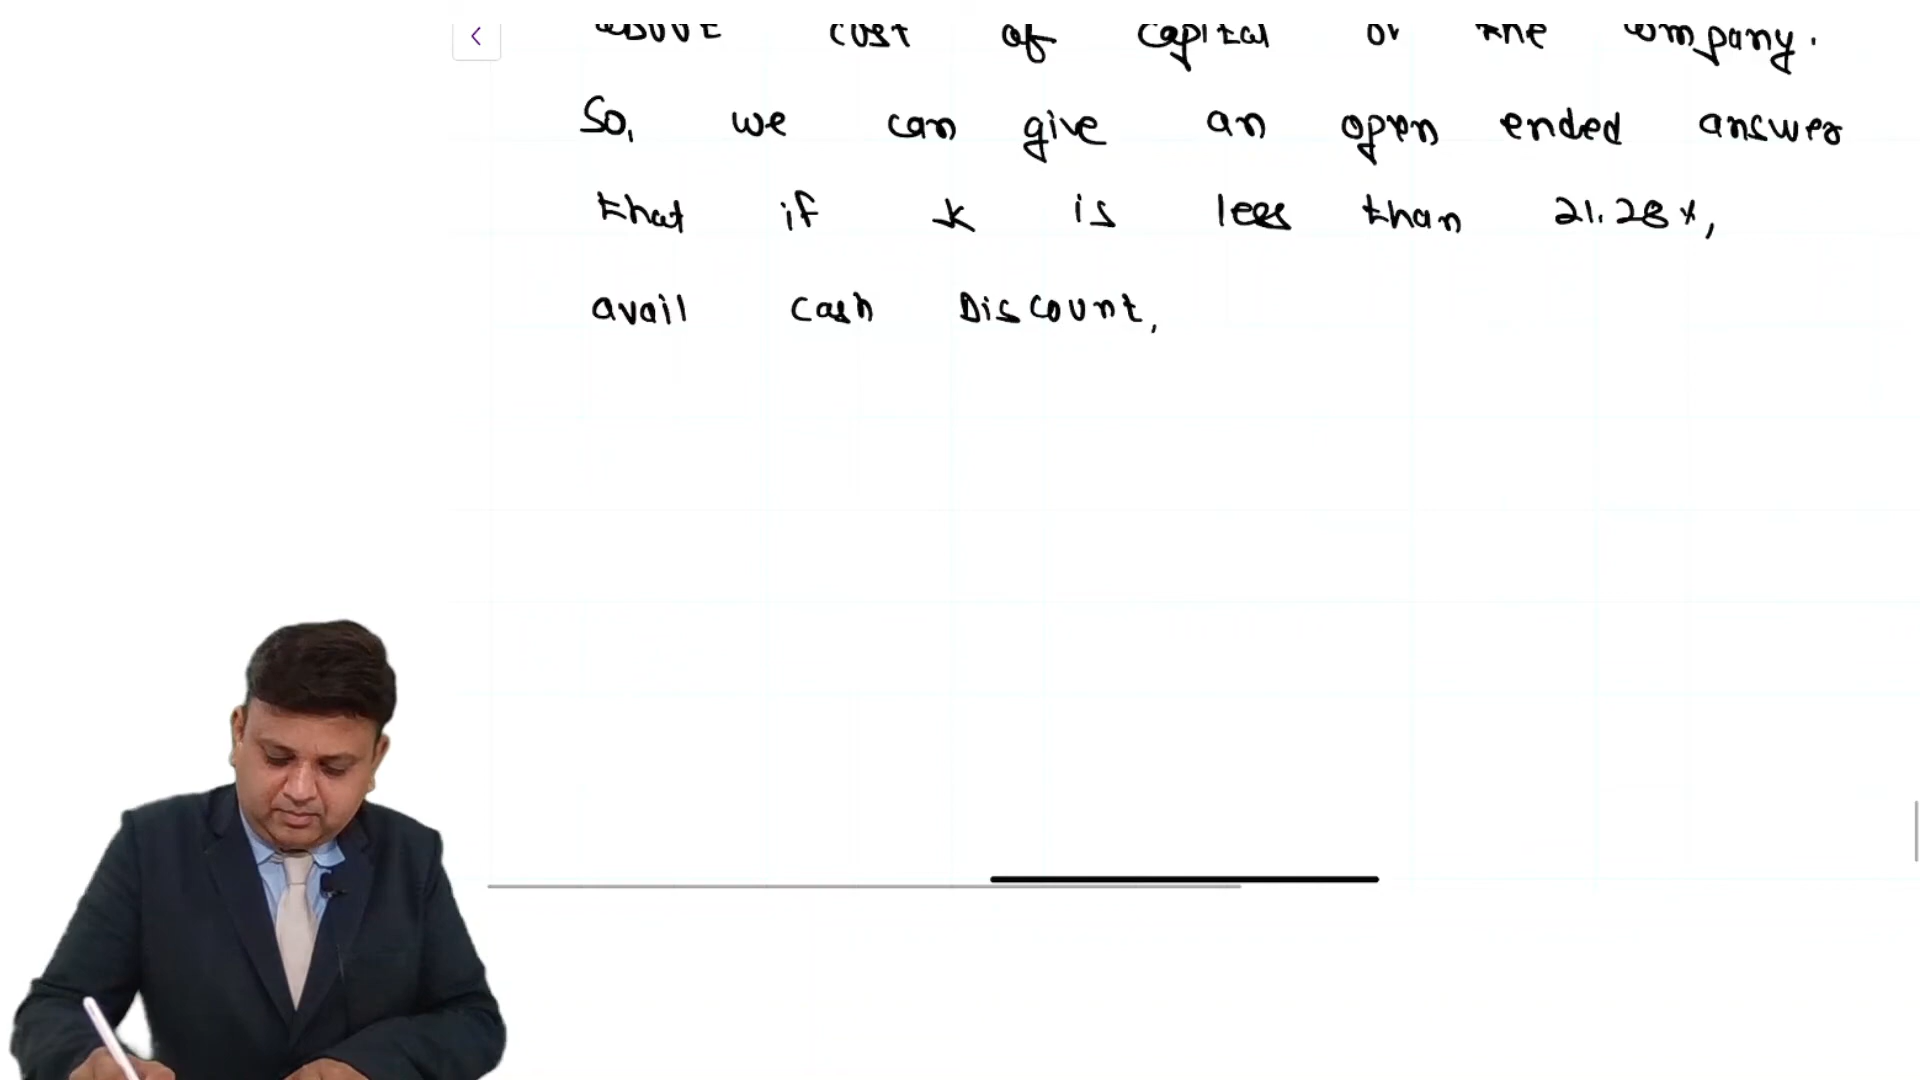 about cost of capital of the company.
So, we can give an open ended answer
that if k is less than 21.28%,
avail cash Discount,